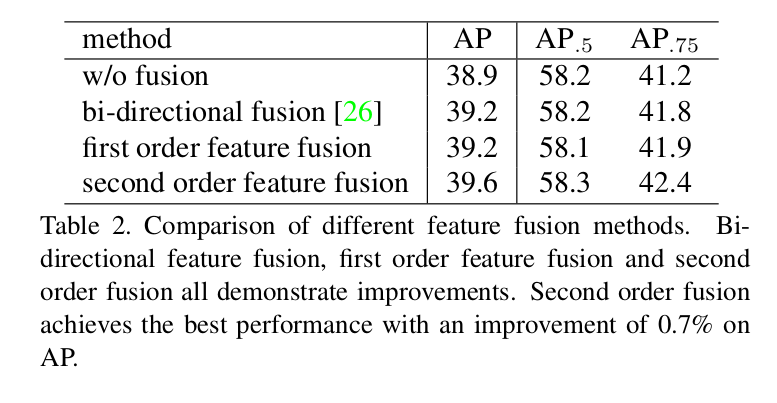 method AP AP.5 AP.75
w/o fusion 38.9 58.2 41.2
bi-directional fusion [26] 39.2 58.2 41.8
first order feature fusion 39.2 58.1 41.9
second order feature fusion 39.6 58.3 42.4
Table 2. Comparison of different feature fusion methods. Bi-
directional feature fusion, first order feature fusion and second
order fusion all demonstrate improvements. Second order fusion
achieves the best performance with an improvement of 0.7% on
AP.